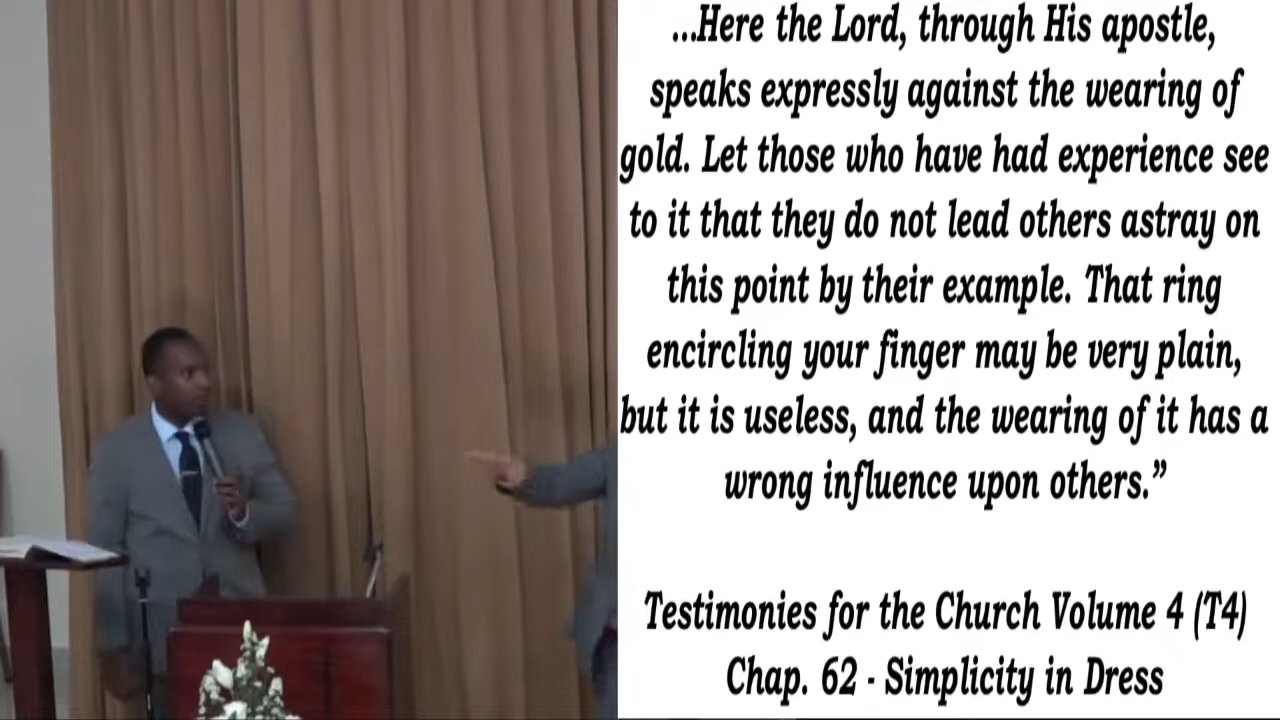 ...Here the Lord, through His apostle,
speaks expressly against the wearing of
gold. Let those who have had experience see
to it that they do not lead others astray on
this point by their example. That ring
encircling your finger may be very plain,
but it is useless, and the wearing of it has a
wrong influence upon others.”
Testimonies for the Church Volume 4 (T4)
Chap. 62 - Simplicity in Dress